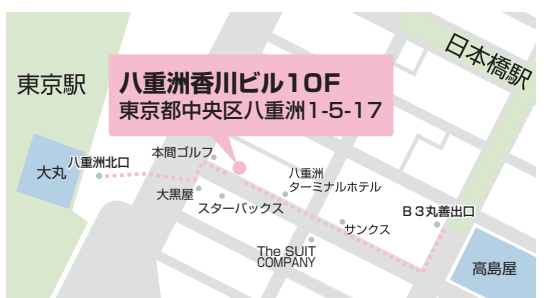 日本橋駅
東京駅
八重洲香川ビル10F
東京都中央区八重洲1-5-17
本間ゴルフ
八重洲北口
大丸
八重洲
ターミナルホテル
大黒屋
スターバックス
B3丸善出口
サンクス
The SUIT
COMPANY
高島屋